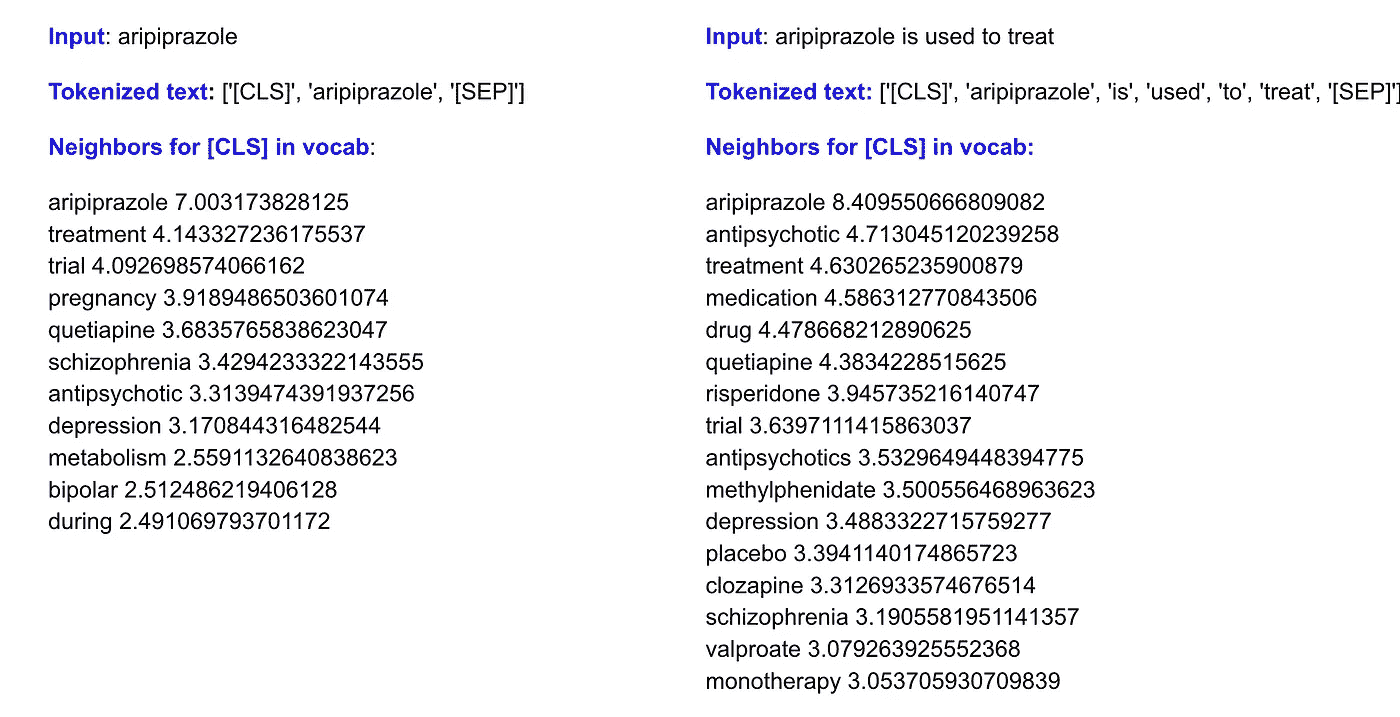 Input: aripiprazole
Tokenized text: ['[CLS]', 'aripiprazole', '[SEP]']
Neighbors for [CLS] in vocab:
aripiprazole 7.003173828125
treatment 4.143327236175537
trial 4.092698574066162
pregnancy 3.9189486503601074
quetiapine 3.6835765838623047
schizophrenia 3.4294233322143555
antipsychotic 3.3139474391937256
depression 3.170844316482544
metabolism 2.5591132640838623
bipolar 2.512486219406128
during 2.491069793701172
Input: aripiprazole is used to treat
Tokenized text: ['[CLS]', 'aripiprazole', 'is', 'used', 'to', 'treat', '[SEP]']
Neighbors for [CLS] in vocab:
aripiprazole 8.409550666809082
antipsychotic 4.713045120239258
treatment 4.630265235900879
medication 4.586312770843506
drug 4.478668212890625
quetiapine 4.3834228515625
risperidone 3.945735216140747
trial 3.6397111415863037
antipsychotics 3.5329649448394775
methylphenidate 3.500556468963623
depression 3.4883322715759277
placebo 3.3941140174865723
clozapine 3.3126933574676514
schizophrenia 3.1905581951141357
valproate 3.079263925552368
monotherapy 3.053705930709839